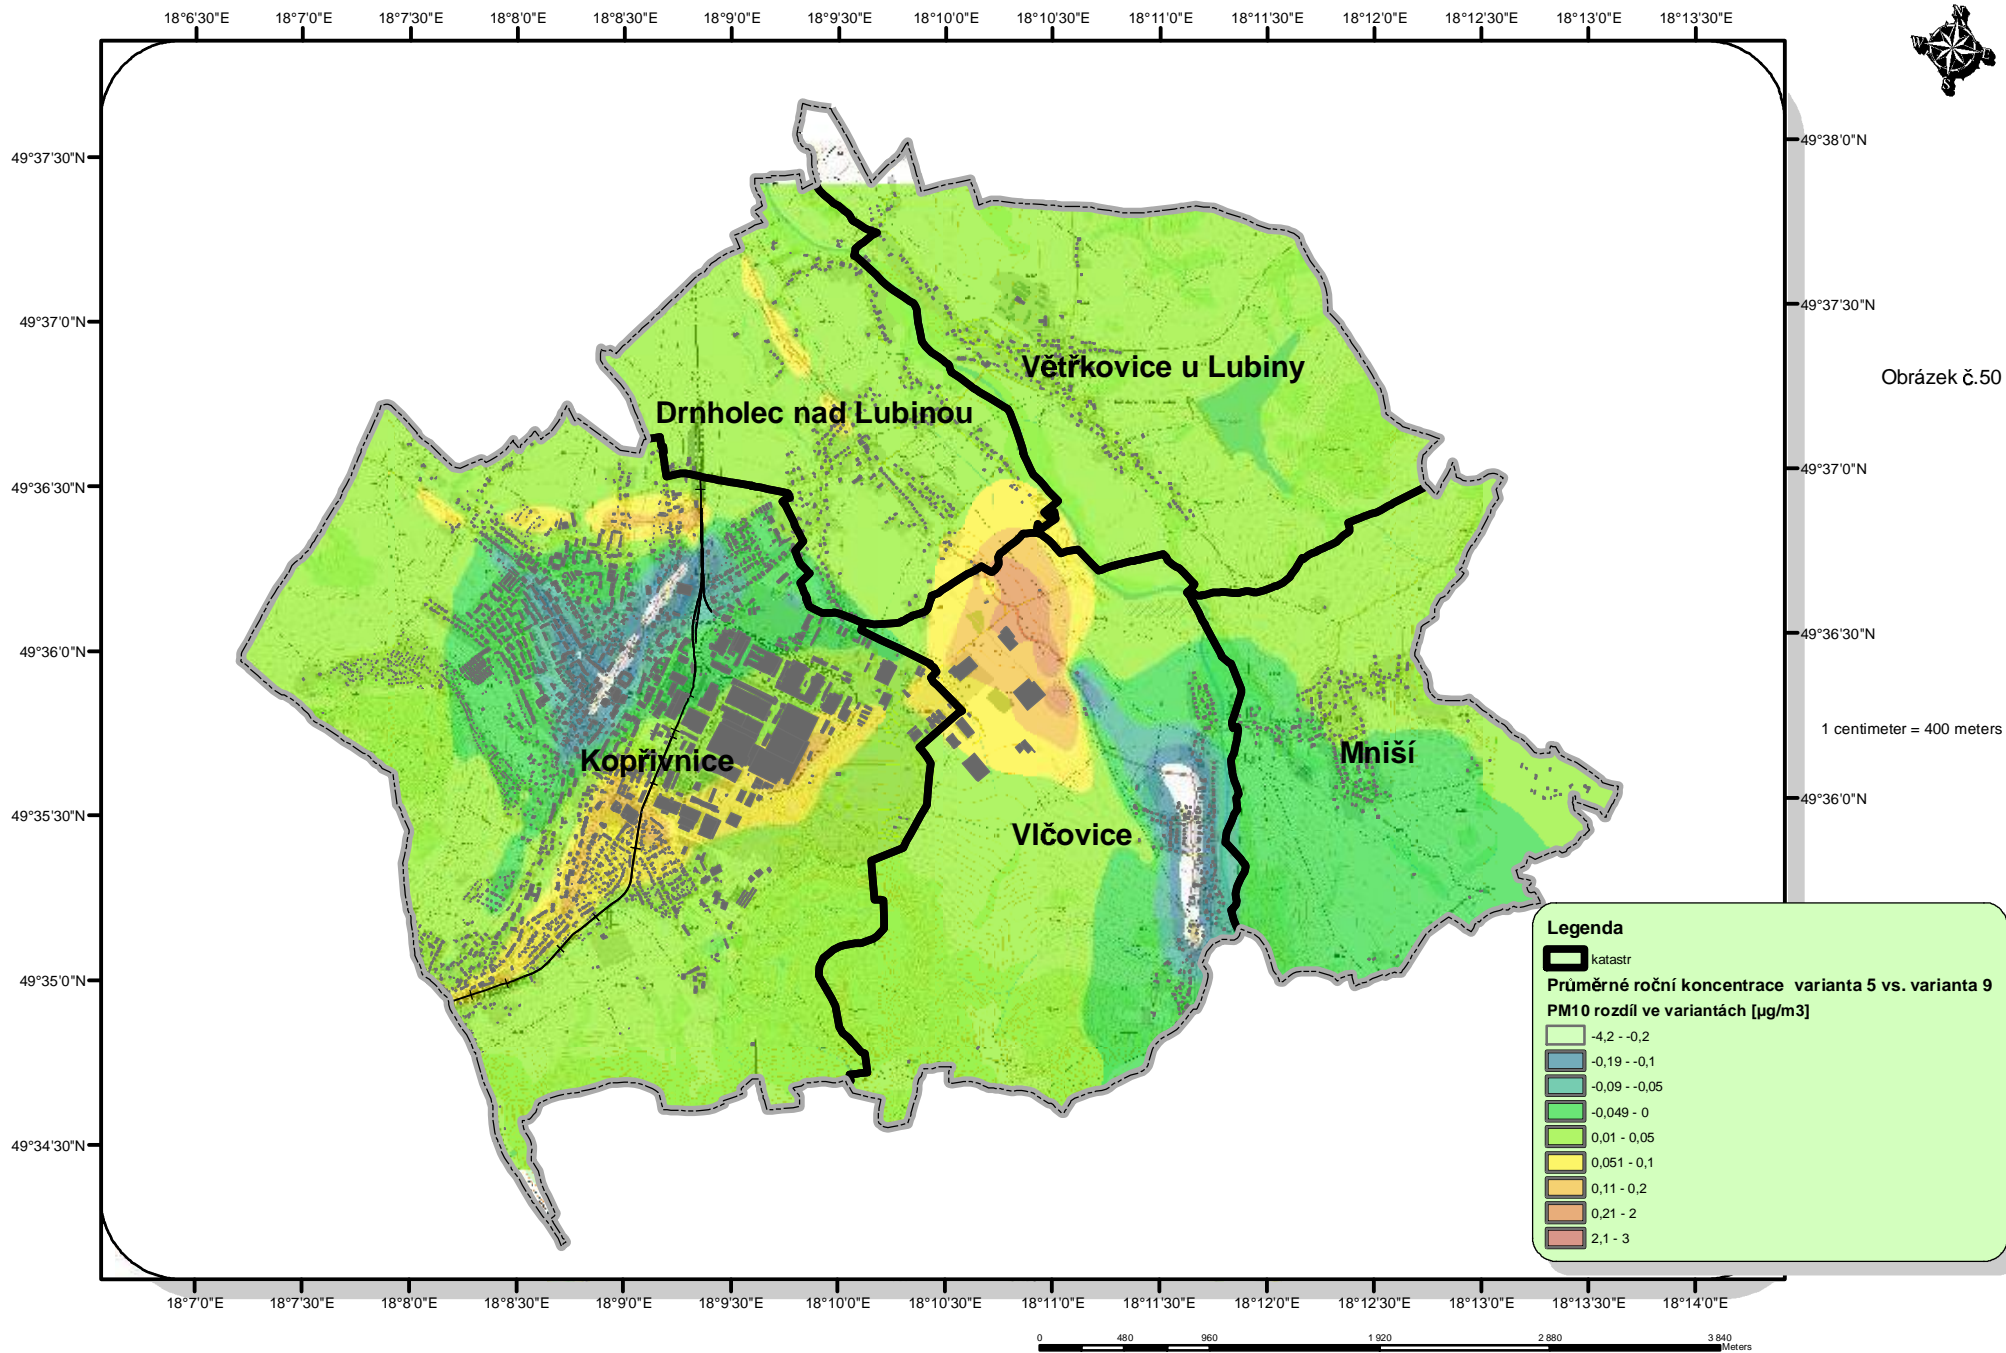 18°6'30"E 18°7'0"E 18°7'30"E 18°8'0"E 18°8'30"E 18°9'0"E 18°9'30"E 18°10'0"E 18°10'30"E 18°11'0"E 18°11'30"E 18°12'0"E 18°12'30"E 18°13'0"E 18°13'30"E
49°37'30"N
49°37'0"N
49°36'30"N
49°36'0"N
49°35'30"N
49°35'0"N
49°34'30"N
Větřkovice u Lubiny
Drnholec nad Lubinou
Kopřivnice
Mniší
Vlčovice
49°38'0"N
49°37'30"N
49°37'0"N
49°36'30"N
49°36'0"N
Obrázek č.50
1 centimeter = 400 meters
Legenda
katastr
Průměrné roční koncentrace varianta 5 vs. varianta 9
PM10 rozdíl ve variantách [µg/m3]
-4,2 - -0,2
-0,19 - -0,1
-0,09 - -0,05
-0,049 - 0
0,01 - 0,05
0,051 - 0,1
0,11 - 0,2
0,21 - 2
2,1 - 3
18°7'0"E 18°7'30"E 18°8'0"E 18°8'30"E 18°9'0"E 18°9'30"E 18°10'0"E 18°10'30"E 18°11'0"E 18°11'30"E 18°12'0"E 18°12'30"E 18°13'0"E 18°13'30"E 18°14'0"E
0 480 960 1 920 2 880 3 840
Meters